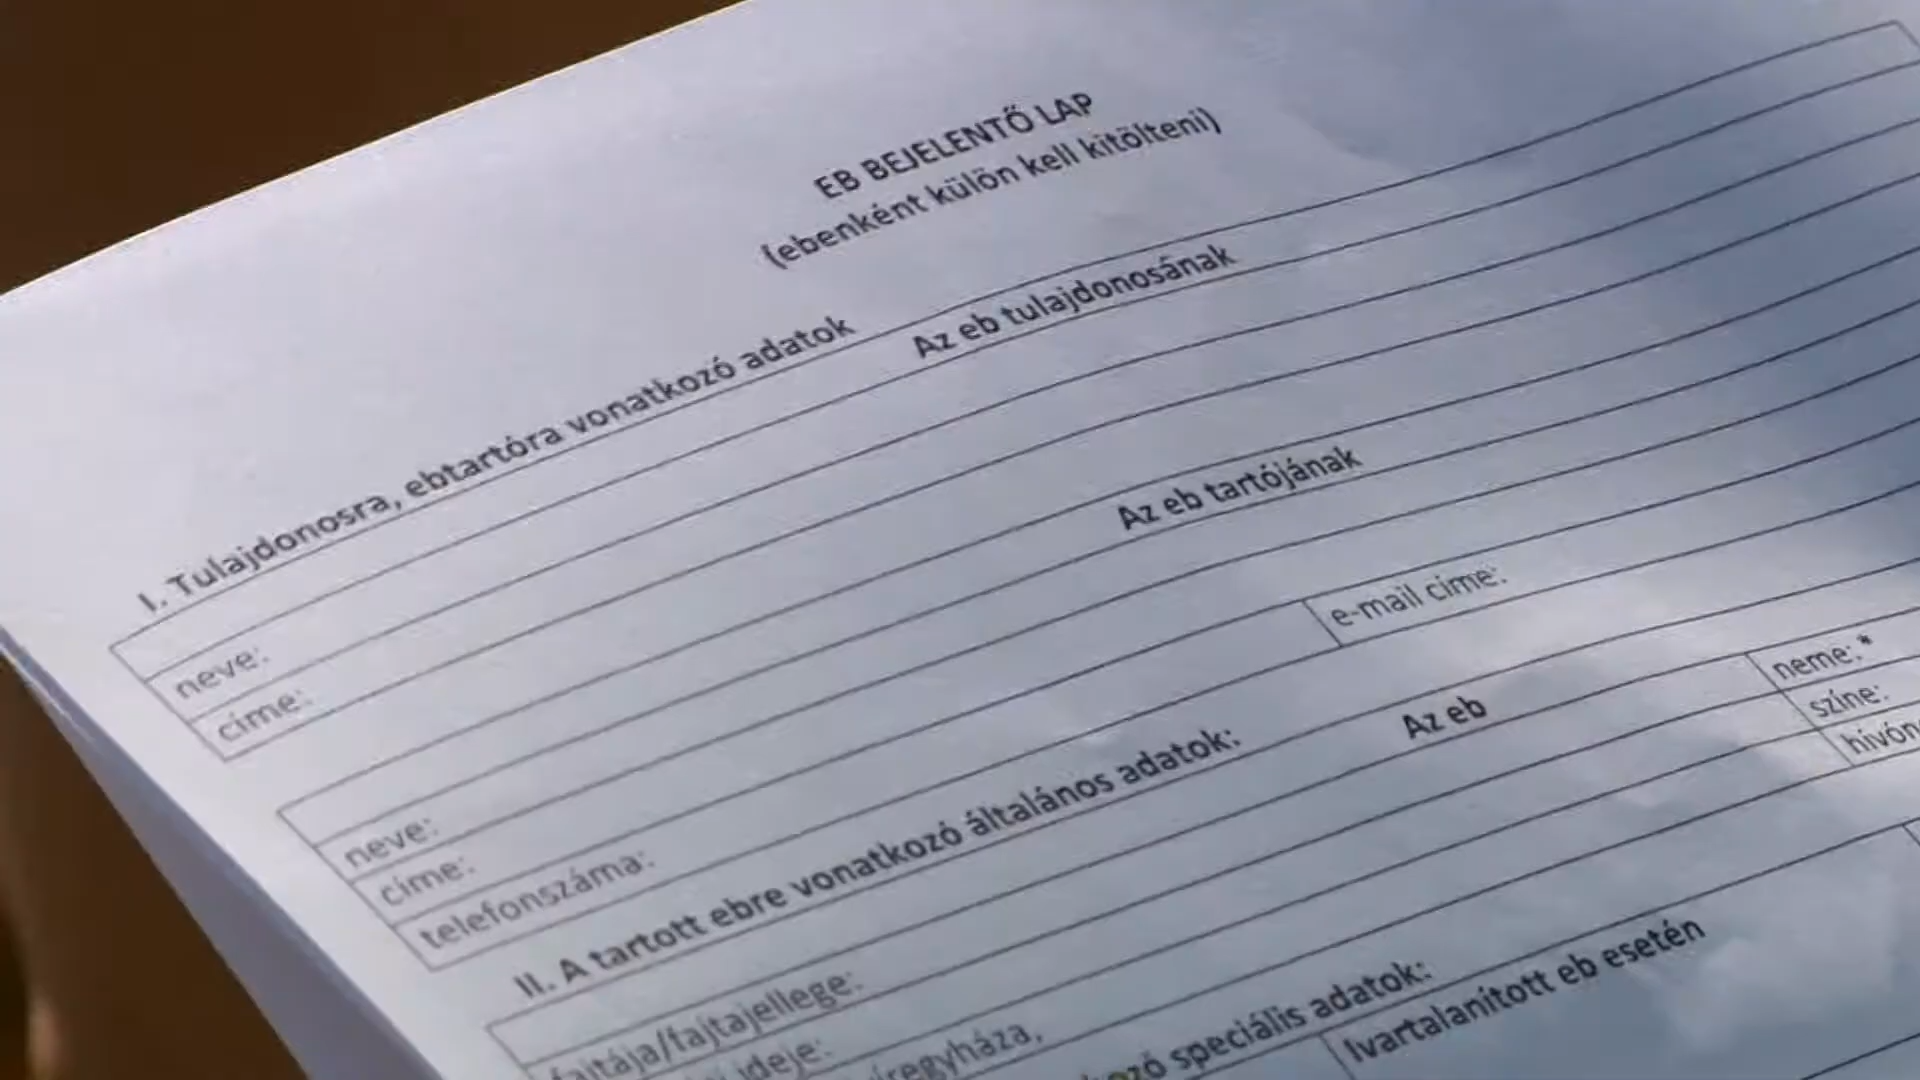 EB BEJELENTŐ LAP
(ebenként külön kell kitölteni)
I. Tulajdonosra, ebtartóra vonatkozó adatok
Az eb tulajdonosának
neve:
címe:
Az eb tartójának
neve:
címe:
telefonszáma:
e-mail címe:
II. A tartott ebre vonatkozó általános adatok:
Az eb
fajtája/fajtajellege:
neme:*
ideje:
színe:
speciális adatok:
Ivartalanított eb esetén